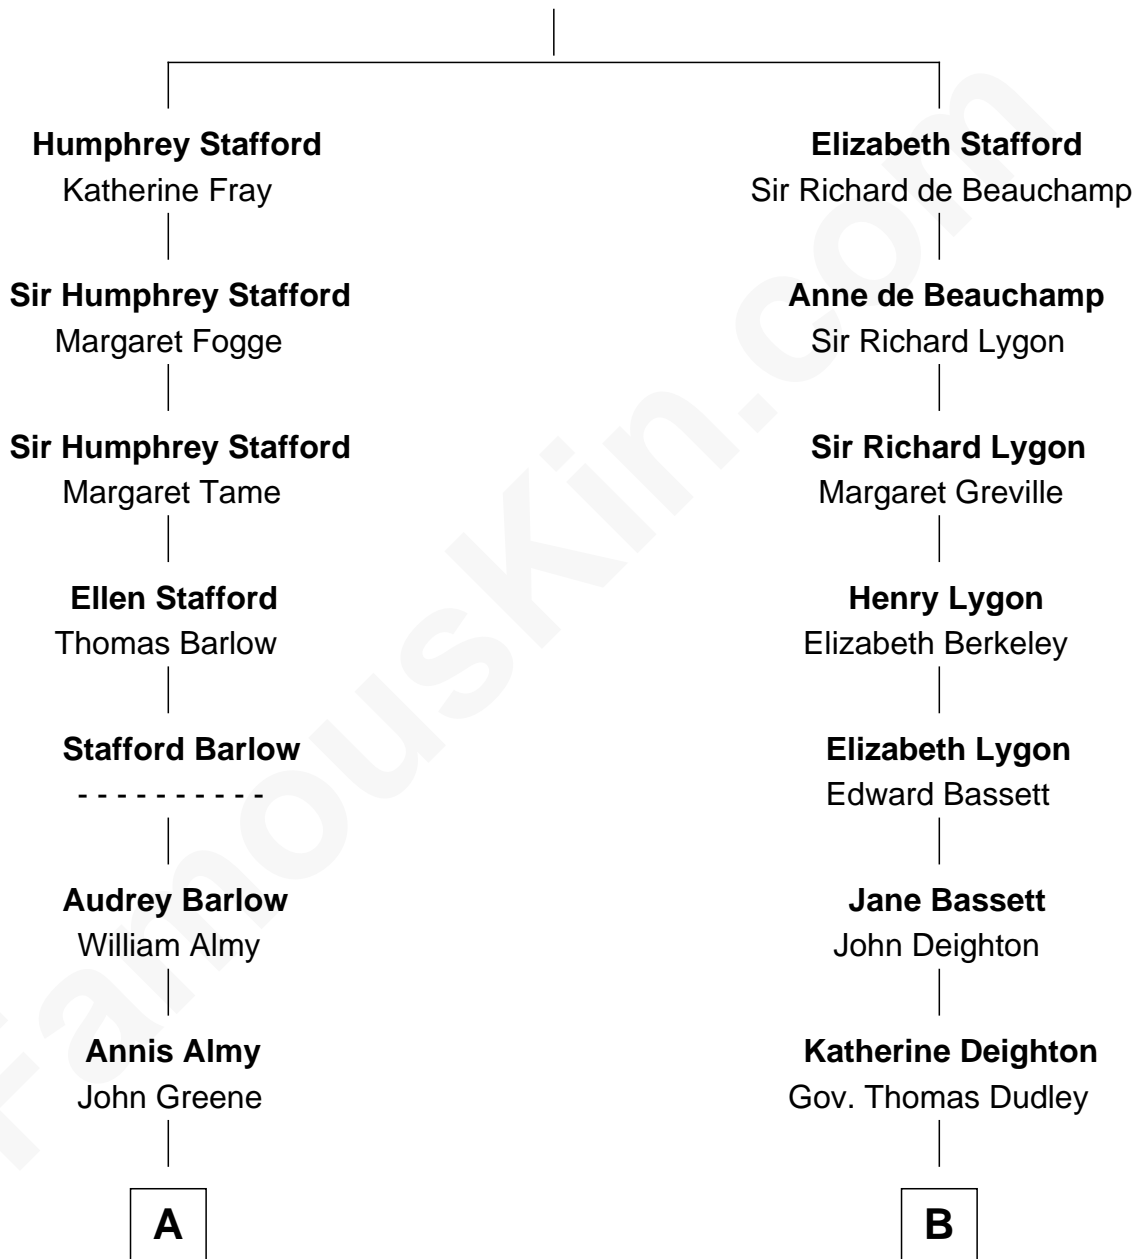 Humphrey Stafford
Katherine Fray
Sir Humphrey Stafford
Margaret Fogge
Sir Humphrey Stafford
Margaret Tame
Ellen Stafford
Thomas Barlow
Stafford Barlow
- - - - - - - - - -
Audrey Barlow
William Almy
Annis Almy
John Greene
A
Elizabeth Stafford
Sir Richard de Beauchamp
Anne de Beauchamp
Sir Richard Lygon
Sir Richard Lygon
Margaret Greville
Henry Lygon
Elizabeth Berkeley
Elizabeth Lygon
Edward Bassett
Jane Bassett
John Deighton
Katherine Deighton
Gov. Thomas Dudley
B
FamousKin.com